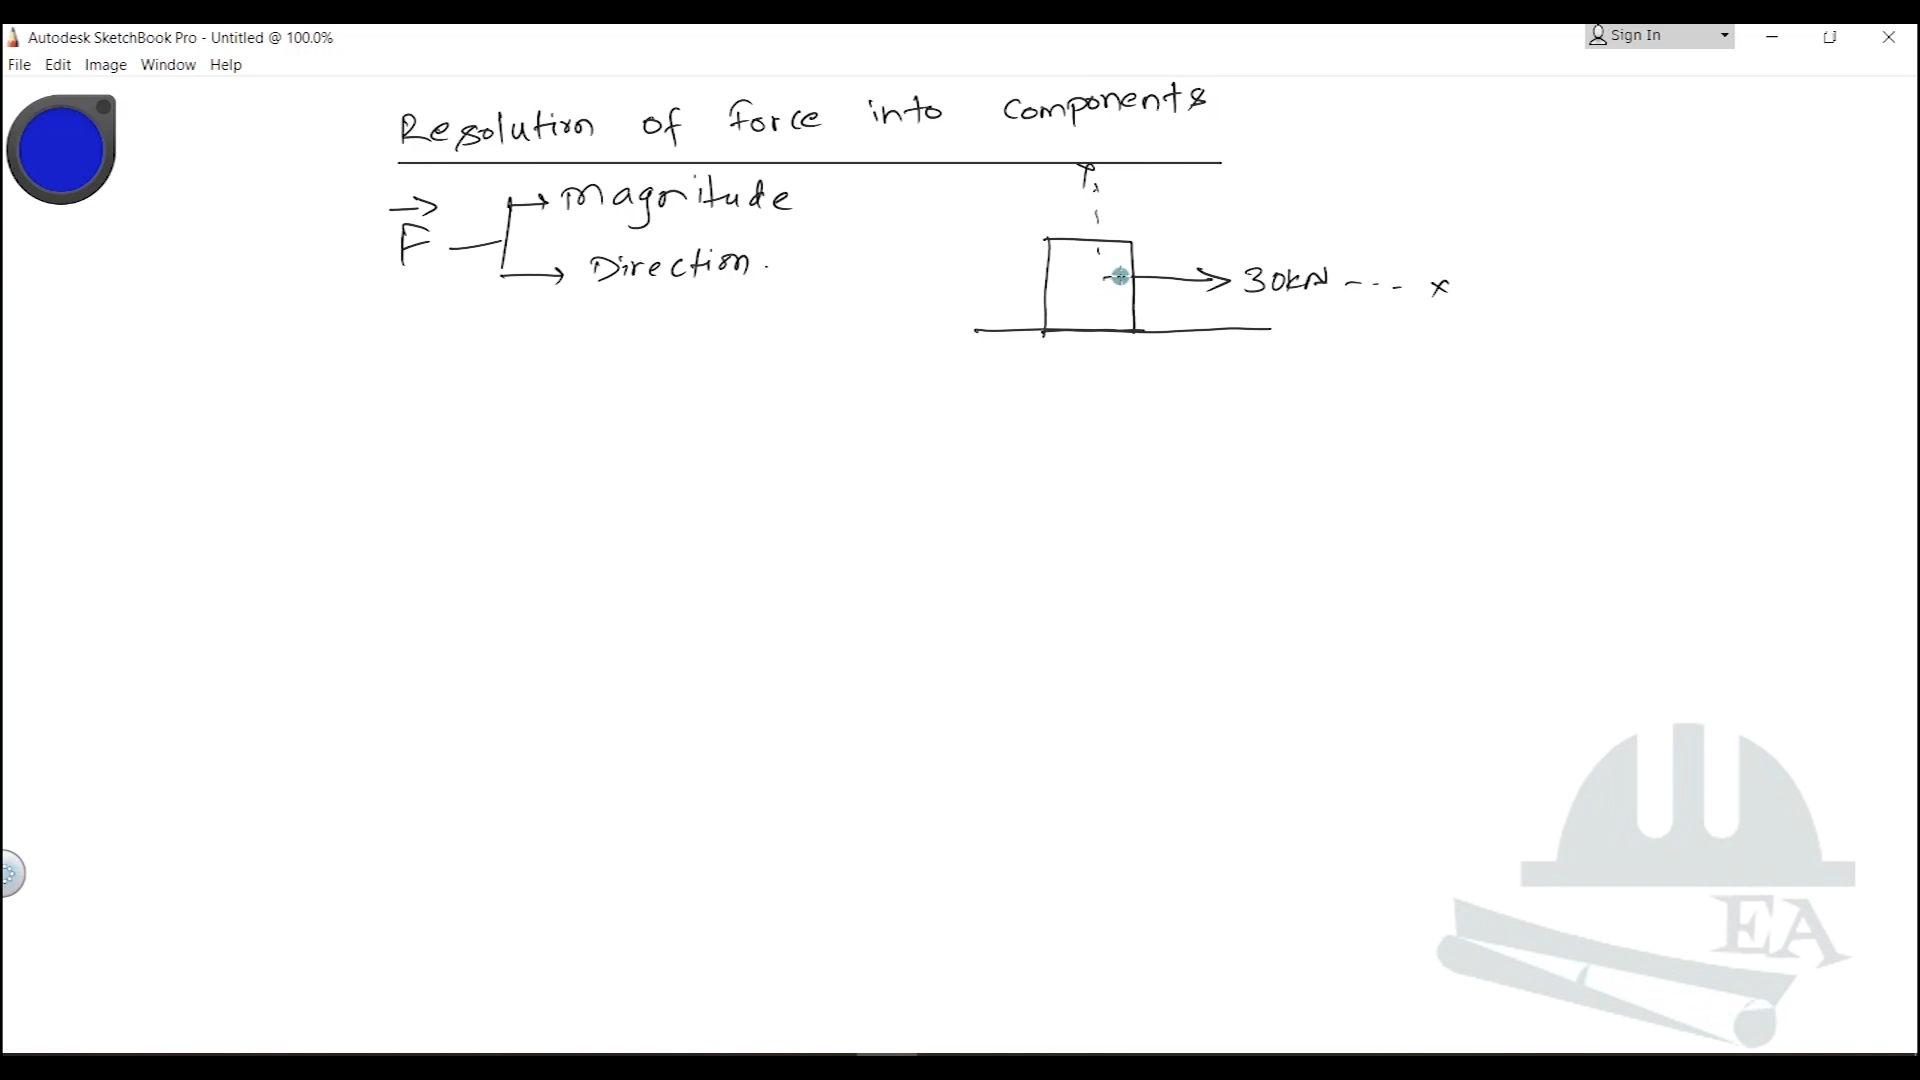 Autodesk SketchBook Pro - Untitled @ 100.0%
Sign In
File Edit Image Window Help
Resolution of force into components
F
Magnitude
Direction.
Y
30kN
x
EA